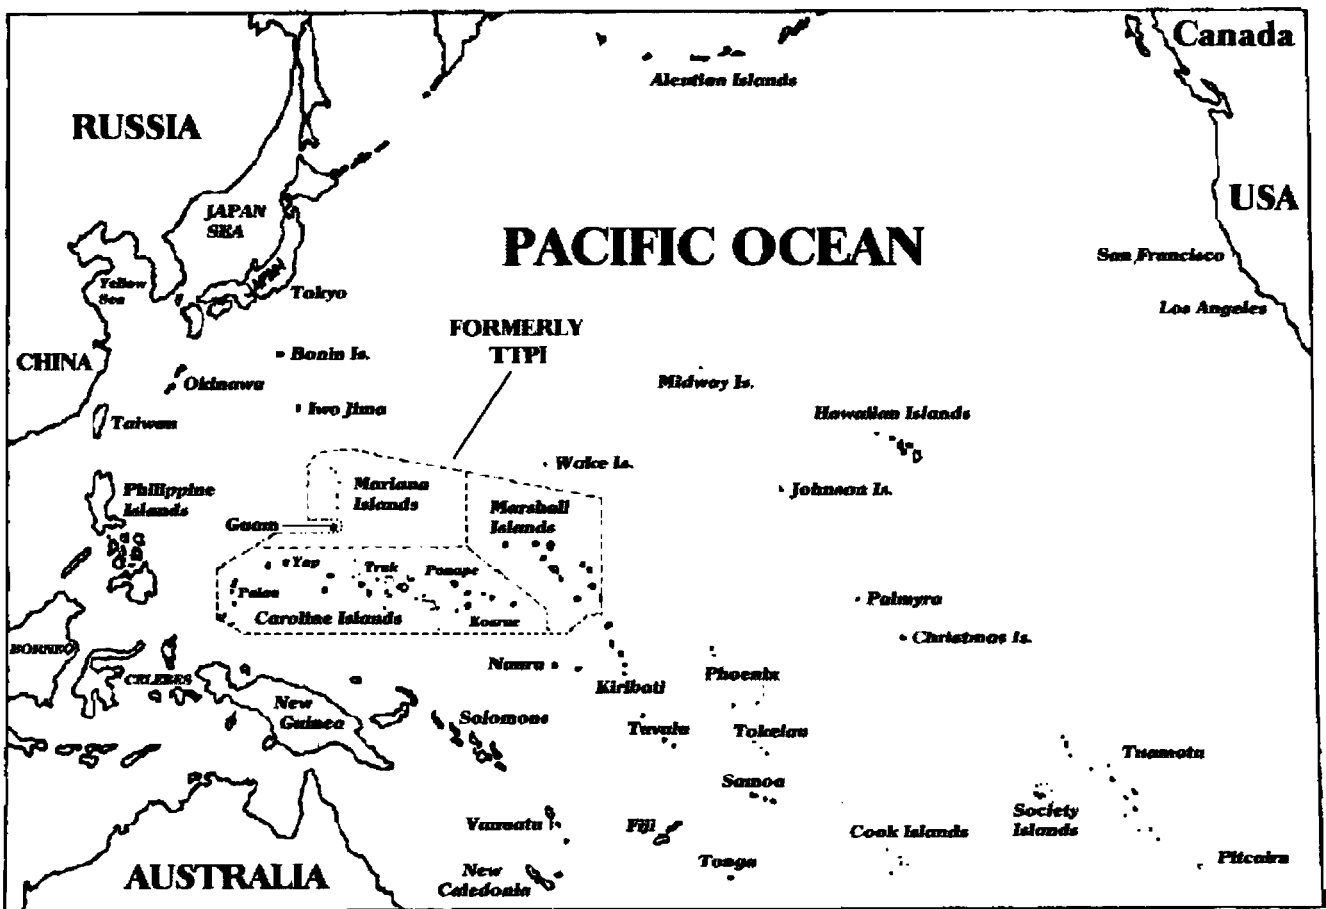 Canada
Aleutian Islands
RUSSIA
USA
JAPAN
SEA
PACIFIC OCEAN
San Francisco
JAPAN
Yellow
Sea
Tokyo
Los Angeles
FORMERLY
TTPI
CHINA
Bonin Is.
Okinawa
Midway Is.
Iwo Jima
Hawaiian Islands
Taiwan
Wake Is.
Philippine
Islands
Mariana
Islands
Johnson Is.
Marshall
Islands
Guam
Yap
Truk
Ponape
Palau
Caroline Islands
Kosrae
Palmyra
Christmas Is.
BORNEO
CELEBES
Nauru
Kiribati
Phoenix
New
Guinea
Solomons
Tuvalu
Tokelau
Tuamotu
Samoa
Society
Islands
Vanuatu
Fiji
Cook Islands
Tonga
Pitcairn
AUSTRALIA
New
Caledonia